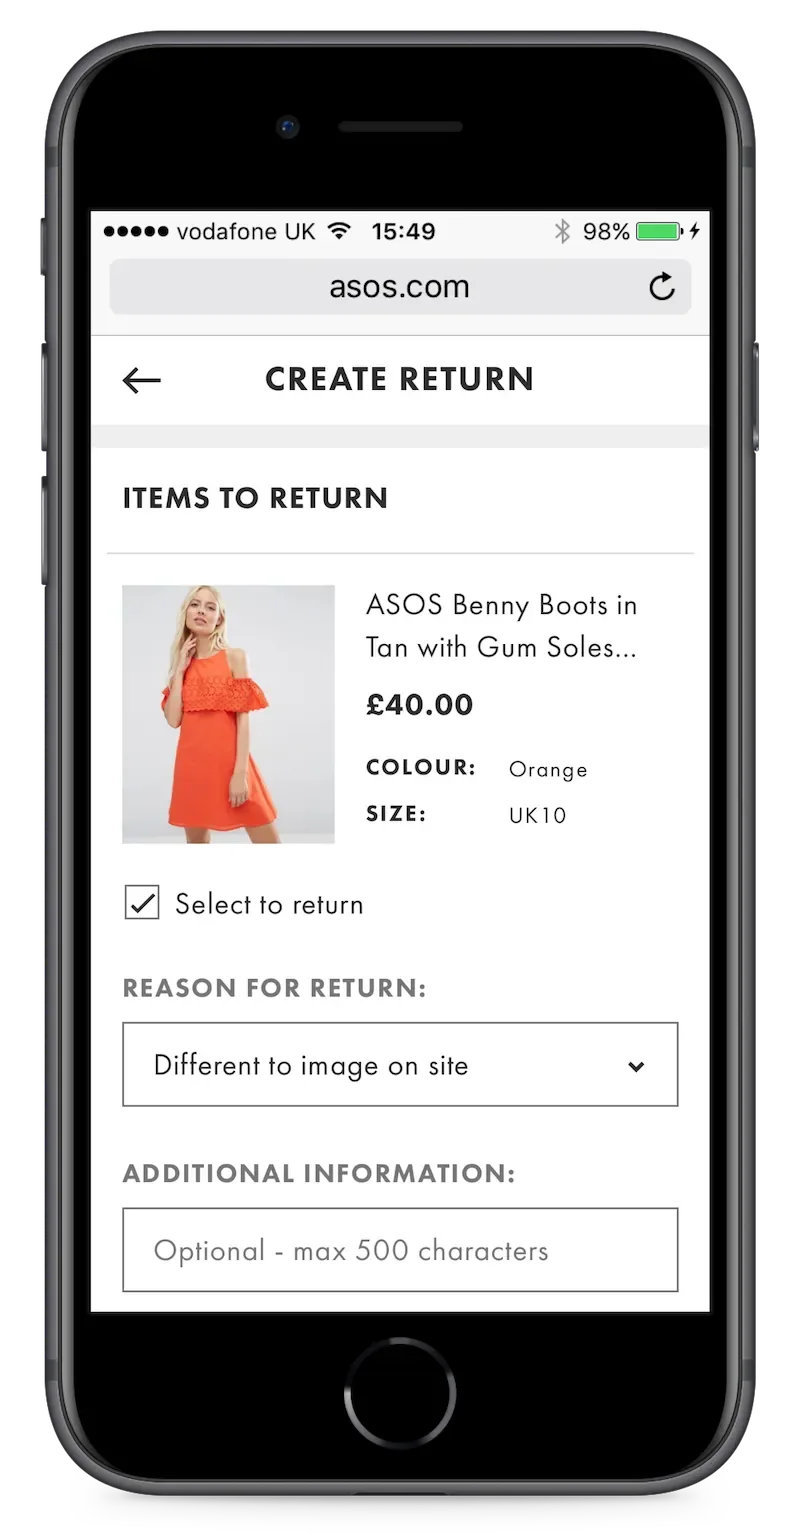 vodafone UK 15:49 98%
asos.com
CREATE RETURN
ITEMS TO RETURN
ASOS Benny Boots in
Tan with Gum Soles...
£40.00
COLOUR: Orange
SIZE: UK10
Select to return
REASON FOR RETURN:
Different to image on site
ADDITIONAL INFORMATION:
Optional - max 500 characters